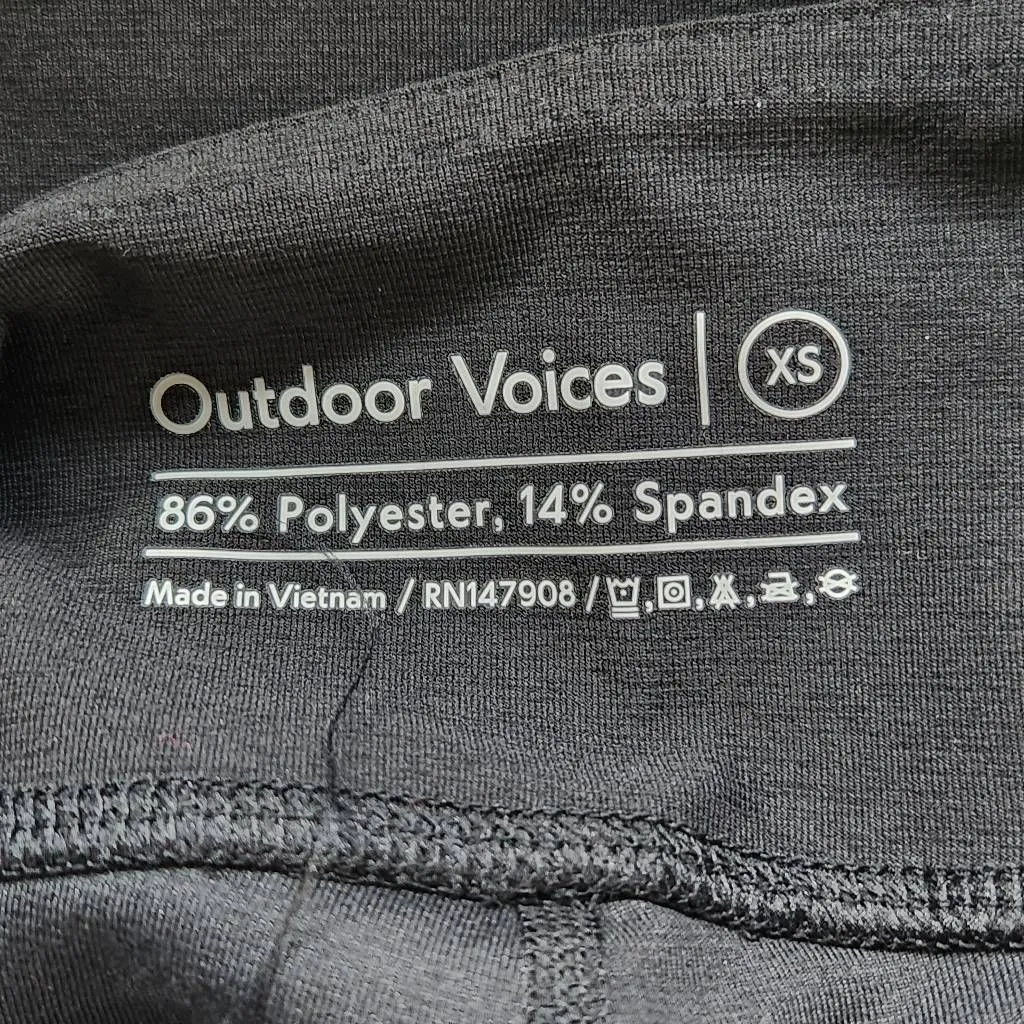 Outdoor Voices | XS
86% Polyester, 14% Spandex
Made in Vietnam / RN147908 /